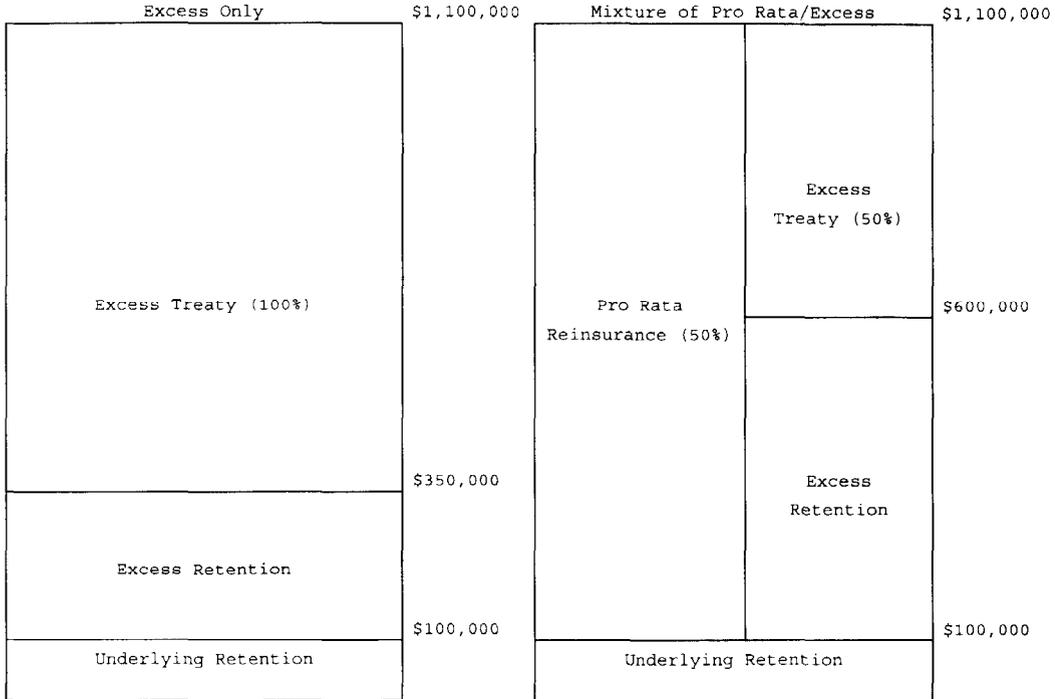 Excess Only
$1,100,000
Excess Treaty (100%)
$350,000
Excess Retention
$100,000
Underlying Retention
Mixture of Pro Rata/Excess
$1,100,000
Excess
Treaty (50%)
Pro Rata
Reinsurance (50%)
$600,000
Excess
Retention
$100,000
Underlying Retention